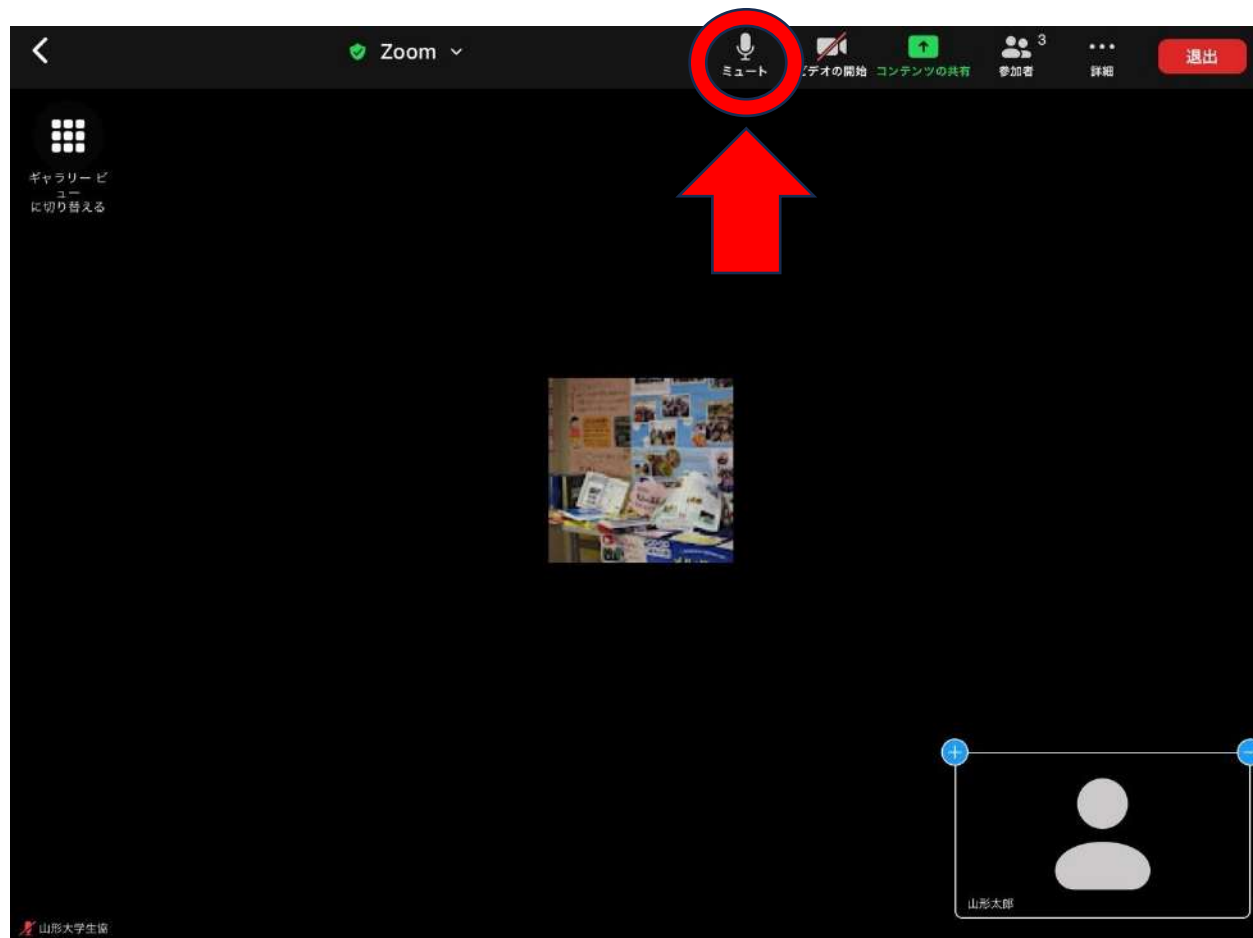 Zoom
ミュート
ビデオの開始
コンテンツの共有
参加者
3
詳細
退出
ギャラリー ビ
ュー
に切り替える
山形太郎
山形大学生協